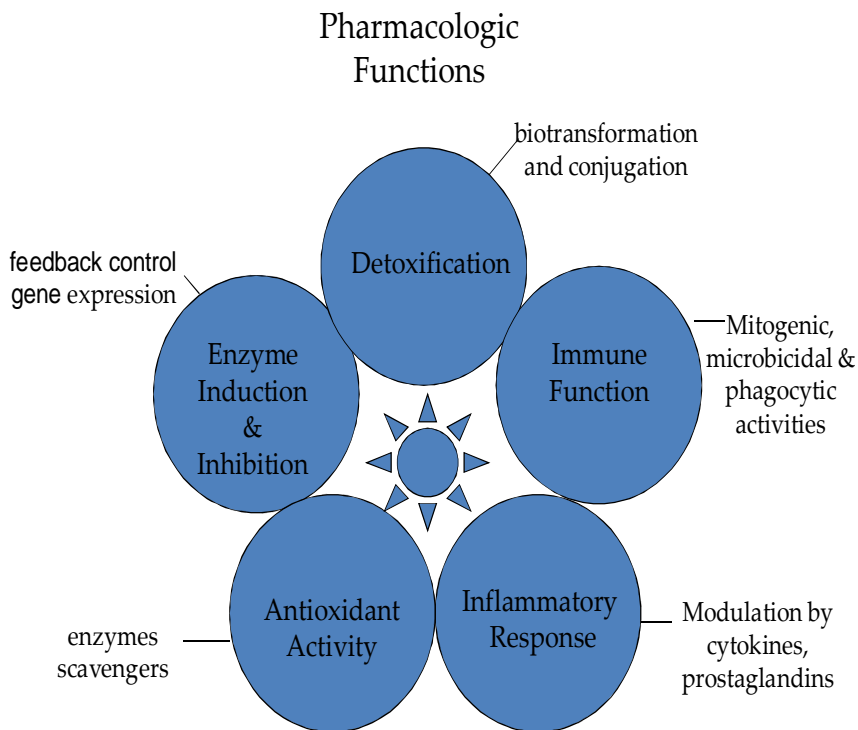 Pharmacologic
Functions
biotransformation
and conjugation
Detoxification
feedback control
gene expression
Enzyme
Induction
&
Inhibition
Immune
Function
Mitogenic,
microbicidal &
phagocytic
activities
Antioxidant
Activity
enzymes
scavengers
Inflammatory
Response
Modulation by
cytokines,
prostaglandins